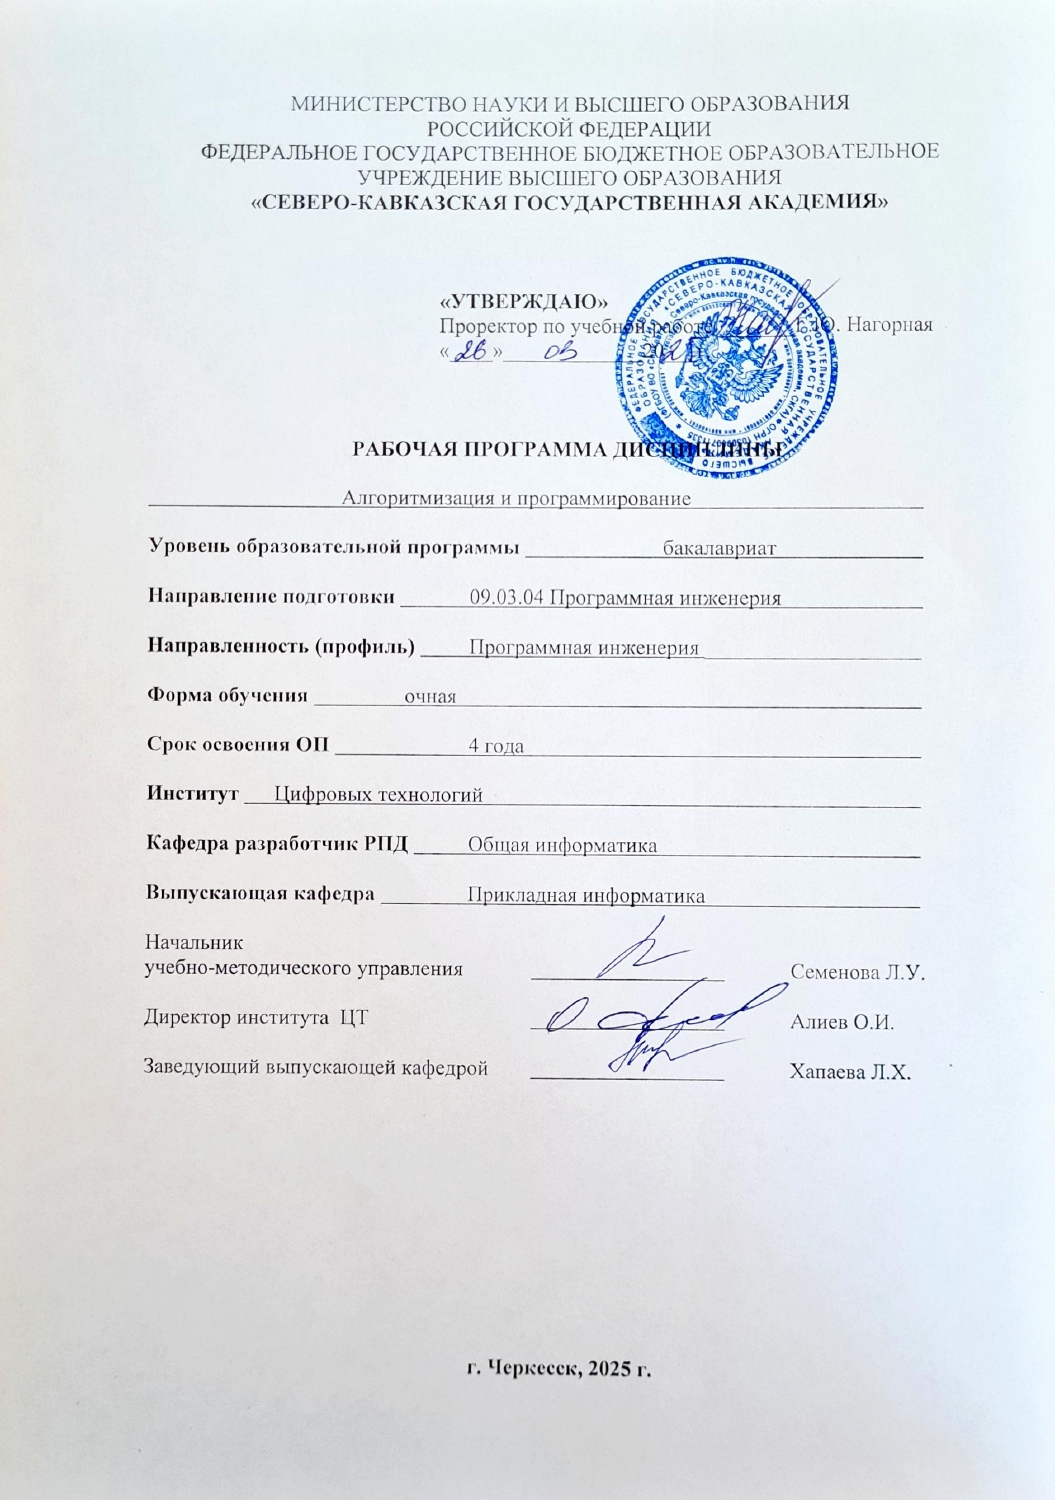 МИНИСТЕРСТВО НАУКИ И ВЫСШЕГО ОБРАЗОВАНИЯ
РОССИЙСКОЙ ФЕДЕРАЦИИ
ФЕДЕРАЛЬНОЕ ГОСУДАРСТВЕННОЕ БЮДЖЕТНОЕ ОБРАЗОВАТЕЛЬНОЕ
УЧРЕЖДЕНИЕ ВЫСШЕГО ОБРАЗОВАНИЯ
«СЕВЕРО-КАВКАЗСКАЯ ГОСУДАРСТВЕННАЯ АКАДЕМИЯ»
«УТВЕРЖДАЮ»
Проректор по учебной работе Нагорная
« 26 » 03
РАБОЧАЯ ПРОГРАММА ДИСЦИПЛИНЫ
Алгоритмизация и программирование
Уровень образовательной программы бакалавриат
Направление подготовки 09.03.04 Программная инженерия
Направленность (профиль) Программная инженерия
Форма обучения очная
Срок освоения ОП 4 года
Институт Цифровых технологий
Кафедра разработчик РПД Общая информатика
Выпускающая кафедра Прикладная информатика
Начальник
учебно-методического управления Семенова Л.У.
Директор института ЦТ Алиев О.И.
Заведующий выпускающей кафедрой Хапаева Л.Х.
г. Черкесск, 2025 г.